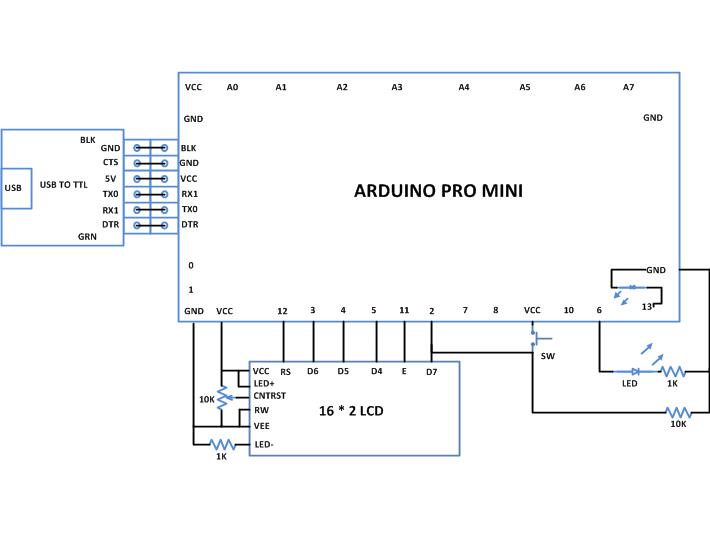 VCC A0 A1 A2 A3 A4 A5 A6 A7
GND GND
BLK
GND BLK
CTS GND
5V VCC
USB USB TO TTL
TX0 RX1
RX1 TX0
DTR DTR
GRN
ARDUINO PRO MINI
0
1
GND
13
GND VCC 12 3 4 5 11 2 7 8 VCC 10 6
SW
VCC RS D6 D5 D4 E D7
LED+
CNTRST
10K
RW
VEE
LED-
1K
16 * 2 LCD
LED 1K
10K